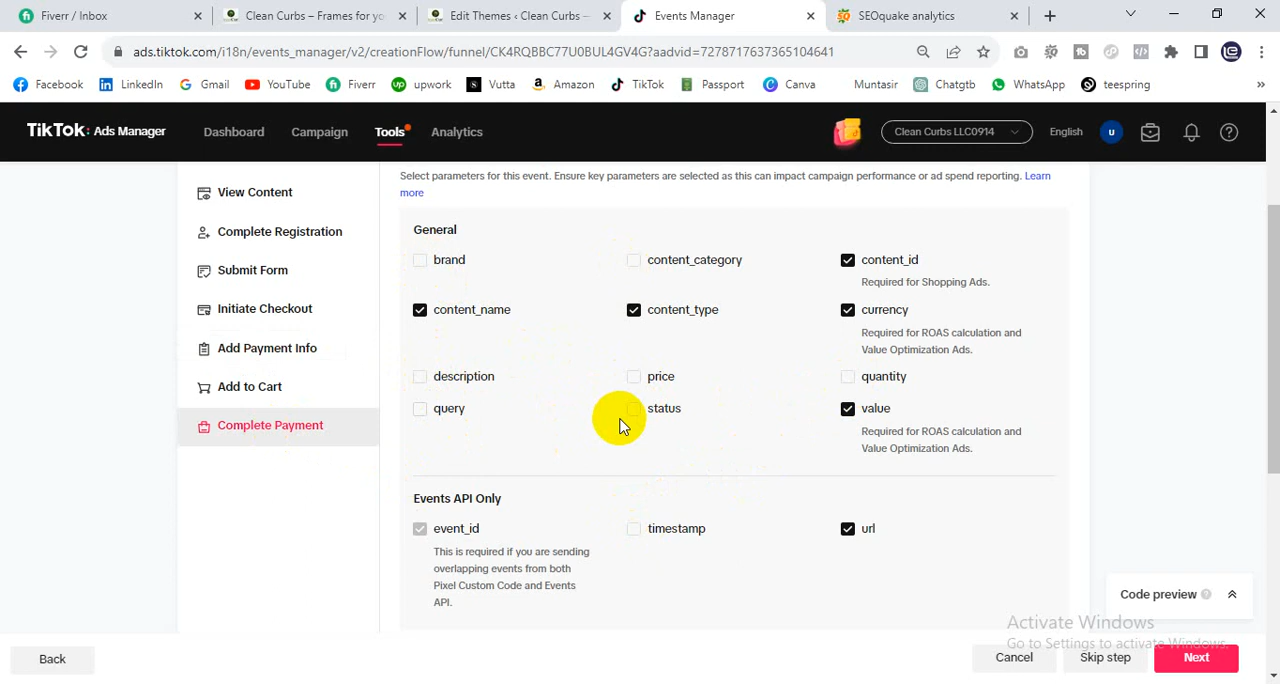 Fiverr / Inbox
Clean Curbs – Frames for yo
Edit Themes ‹ Clean Curbs –
Events Manager
SEOquake analytics
ads.tiktok.com/i18n/events_manager/v2/creationFlow/funnel/CK4RQBBC77U0BUL4GV4G?aadvid=7278717637365104641
Facebook LinkedIn Gmail YouTube Fiverr upwork Vutta Amazon TikTok Passport Canva Muntasir Chatgtb WhatsApp teespring »
TikTok: Ads Manager Dashboard Campaign Tools Analytics Clean Curbs LLC0914 English u
View Content
Complete Registration
Submit Form
Initiate Checkout
Add Payment Info
Add to Cart
Complete Payment
Select parameters for this event. Ensure key parameters are selected as this can impact campaign performance or ad spend reporting. Learn
more
General
brand content_category content_id
Required for Shopping Ads.
content_name content_type currency
Required for ROAS calculation and
Value Optimization Ads.
description price quantity
query status value
Required for ROAS calculation and
Value Optimization Ads.
Events API Only
event_id timestamp url
This is required if you are sending
overlapping events from both
Pixel Custom Code and Events
API.
Code preview
Activate Windows
Go to Settings to activate Windows.
Back Cancel Skip step Next